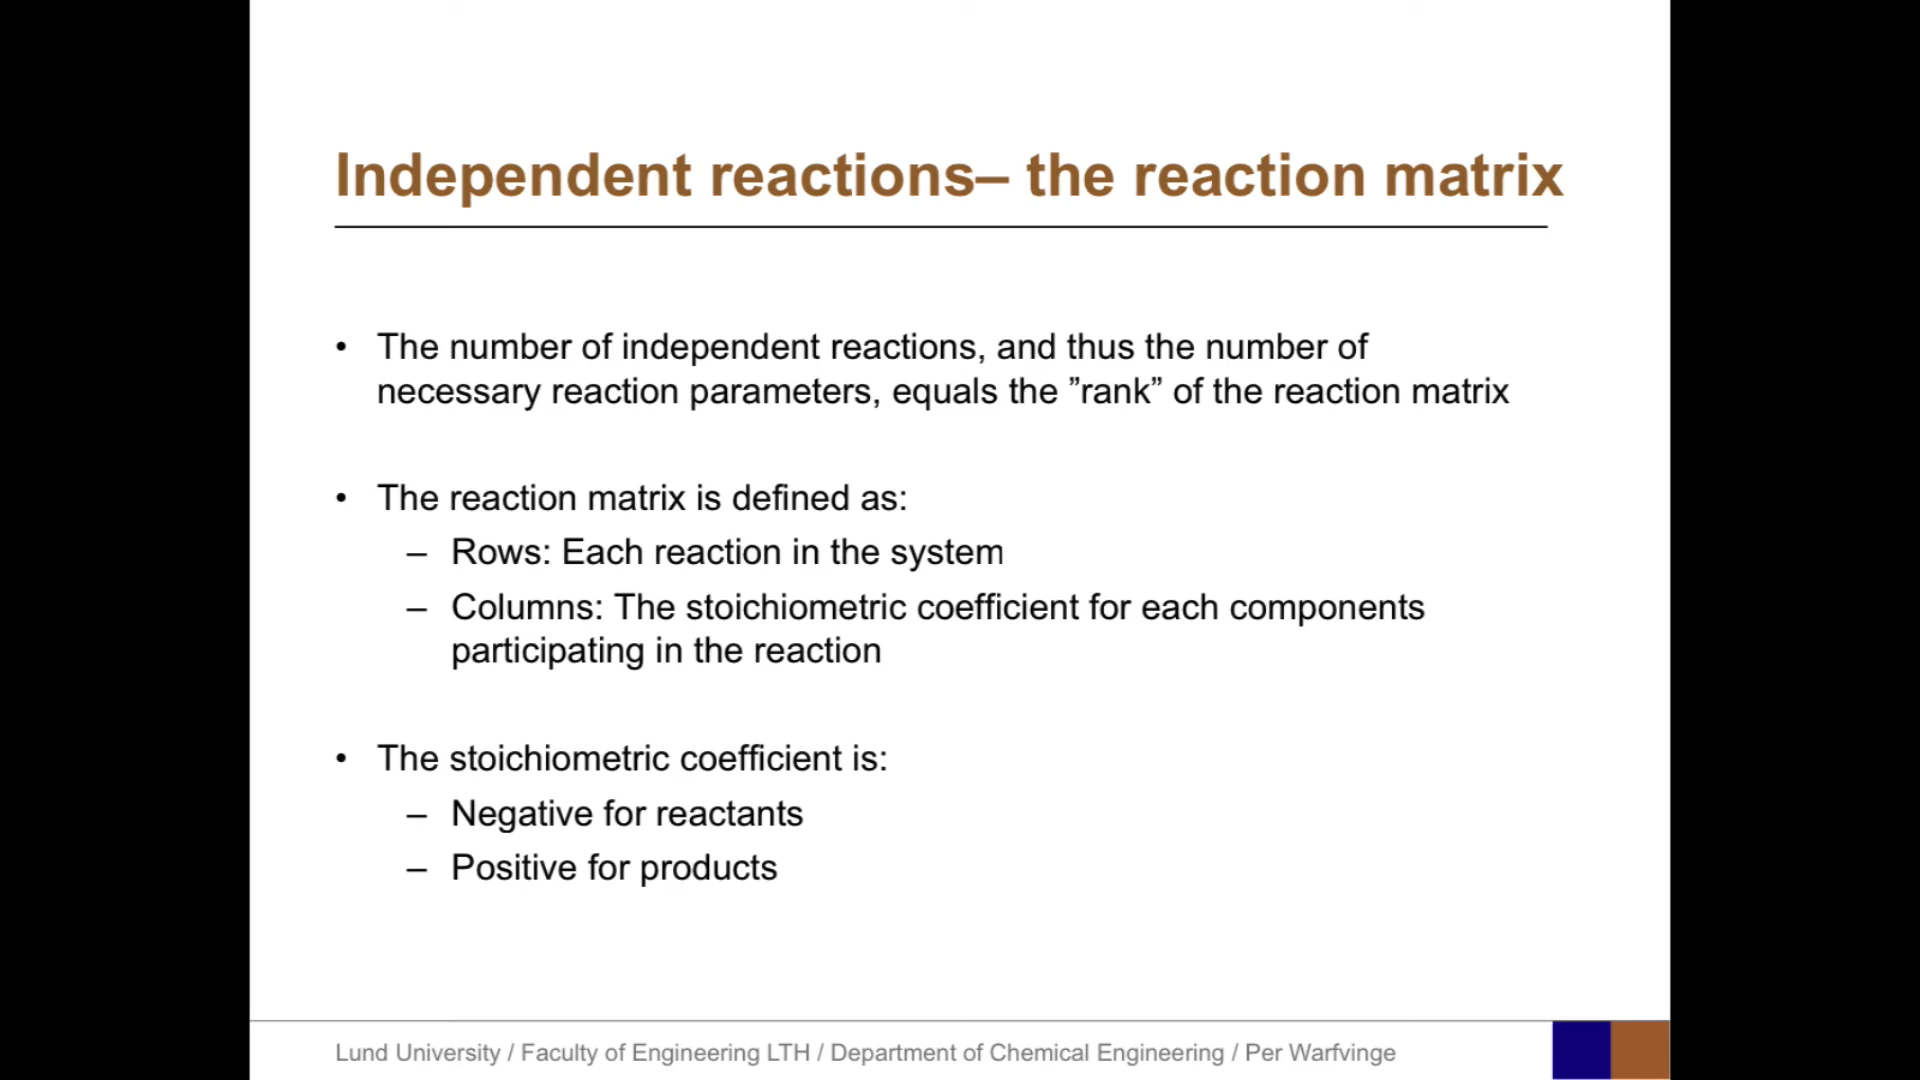 Independent reactions– the reaction matrix
• The number of independent reactions, and thus the number of
necessary reaction parameters, equals the ”rank” of the reaction matrix
• The reaction matrix is defined as:
– Rows: Each reaction in the system
– Columns: The stoichiometric coefficient for each components
participating in the reaction
• The stoichiometric coefficient is:
– Negative for reactants
– Positive for products
Lund University / Faculty of Engineering LTH / Department of Chemical Engineering / Per Warfvinge